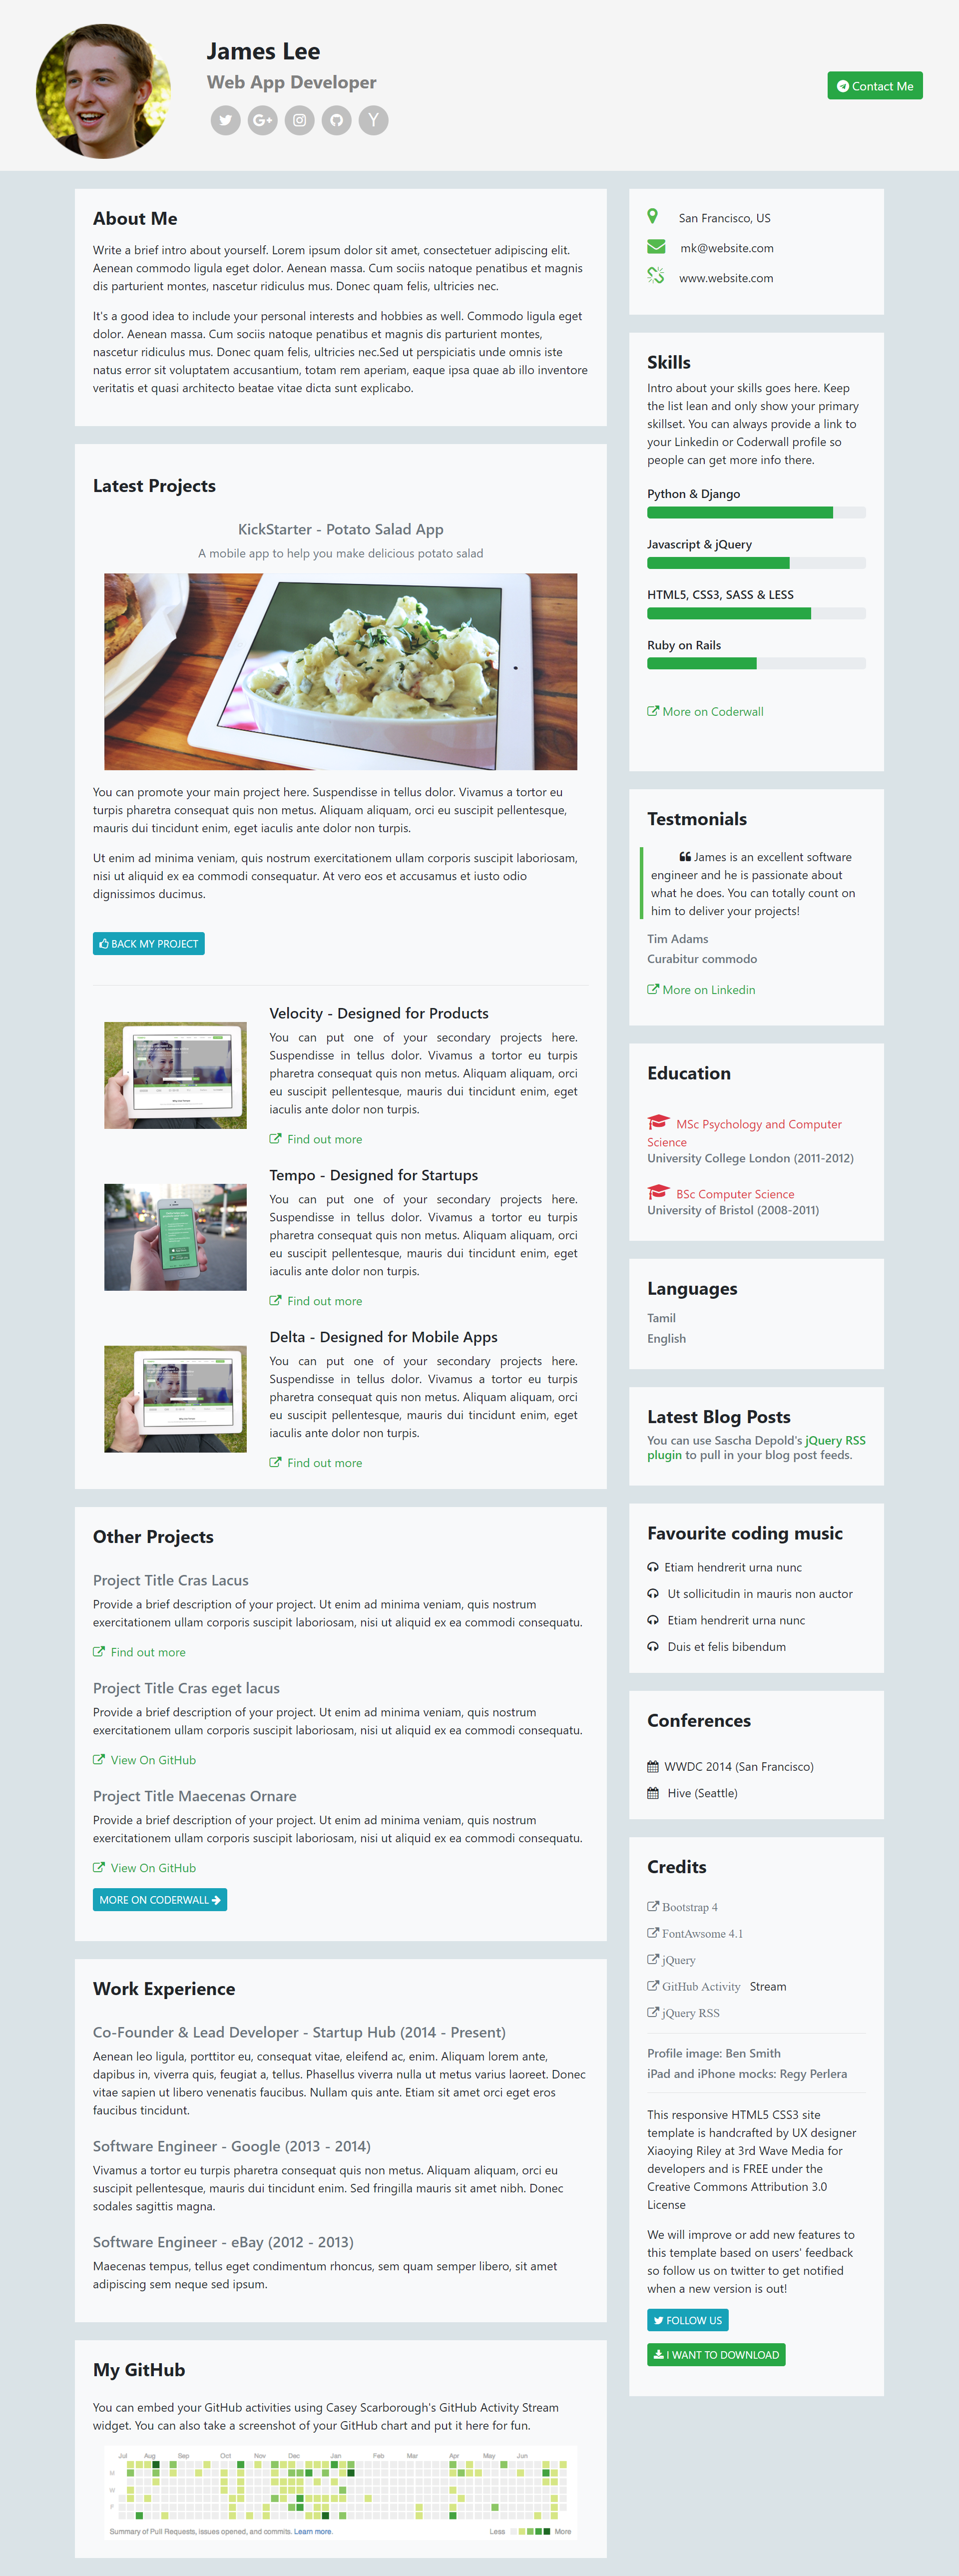 James Lee
Web App Developer
Contact Me
About Me
Write a brief intro about yourself. Lorem ipsum dolor sit amet, consectetuer adipiscing elit.
Aenean commodo ligula eget dolor. Aenean massa. Cum sociis natoque penatibus et magnis
dis parturient montes, nascetur ridiculus mus. Donec quam felis, ultricies nec.
It's a good idea to include your personal interests and hobbies as well. Commodo ligula eget
dolor. Aenean massa. Cum sociis natoque penatibus et magnis dis parturient montes,
nascetur ridiculus mus. Donec quam felis, ultricies nec.Sed ut perspiciatis unde omnis iste
natus error sit voluptatem accusantium, totam rem aperiam, eaque ipsa quae ab illo inventore
veritatis et quasi architecto beatae vitae dicta sunt explicabo.
Latest Projects
KickStarter - Potato Salad App
A mobile app to help you make delicious potato salad
You can promote your main project here. Suspendisse in tellus dolor. Vivamus a tortor eu
turpis pharetra consequat quis non metus. Aliquam aliquam, orci eu suscipit pellentesque,
mauris dui tincidunt enim, eget iaculis ante dolor non turpis.
Ut enim ad minima veniam, quis nostrum exercitationem ullam corporis suscipit laboriosam,
nisi ut aliquid ex ea commodi consequatur. At vero eos et accusamus et iusto odio
dignissimos ducimus.
BACK MY PROJECT
Velocity - Designed for Products
You can put one of your secondary projects here.
Suspendisse in tellus dolor. Vivamus a tortor eu turpis
pharetra consequat quis non metus. Aliquam aliquam, orci
eu suscipit pellentesque, mauris dui tincidunt enim, eget
iaculis ante dolor non turpis.
Find out more
Tempo - Designed for Startups
You can put one of your secondary projects here.
Suspendisse in tellus dolor. Vivamus a tortor eu turpis
pharetra consequat quis non metus. Aliquam aliquam, orci
eu suscipit pellentesque, mauris dui tincidunt enim, eget
iaculis ante dolor non turpis.
Find out more
Delta - Designed for Mobile Apps
You can put one of your secondary projects here.
Suspendisse in tellus dolor. Vivamus a tortor eu turpis
pharetra consequat quis non metus. Aliquam aliquam, orci
eu suscipit pellentesque, mauris dui tincidunt enim, eget
iaculis ante dolor non turpis.
Find out more
Other Projects
Project Title Cras Lacus
Provide a brief description of your project. Ut enim ad minima veniam, quis nostrum
exercitationem ullam corporis suscipit laboriosam, nisi ut aliquid ex ea commodi consequatu.
Find out more
Project Title Cras eget lacus
Provide a brief description of your project. Ut enim ad minima veniam, quis nostrum
exercitationem ullam corporis suscipit laboriosam, nisi ut aliquid ex ea commodi consequatu.
View On GitHub
Project Title Maecenas Ornare
Provide a brief description of your project. Ut enim ad minima veniam, quis nostrum
exercitationem ullam corporis suscipit laboriosam, nisi ut aliquid ex ea commodi consequatu.
View On GitHub
MORE ON CODERWALL
Work Experience
Co-Founder & Lead Developer - Startup Hub (2014 - Present)
Aenean leo ligula, porttitor eu, consequat vitae, eleifend ac, enim. Aliquam lorem ante,
dapibus in, viverra quis, feugiat a, tellus. Phasellus viverra nulla ut metus varius laoreet. Donec
vitae sapien ut libero venenatis faucibus. Nullam quis ante. Etiam sit amet orci eget eros
faucibus tincidunt.
Software Engineer - Google (2013 - 2014)
Vivamus a tortor eu turpis pharetra consequat quis non metus. Aliquam aliquam, orci eu
suscipit pellentesque, mauris dui tincidunt enim. Sed fringilla mauris sit amet nibh. Donec
sodales sagittis magna.
Software Engineer - eBay (2012 - 2013)
Maecenas tempus, tellus eget condimentum rhoncus, sem quam semper libero, sit amet
adipiscing sem neque sed ipsum.
My GitHub
You can embed your GitHub activities using Casey Scarborough's GitHub Activity Stream
widget. You can also take a screenshot of your GitHub chart and put it here for fun.
Jul Aug Sep Oct Nov Dec Jan Feb Mar Apr May Jun
M
W
F
Summary of Pull Requests, issues opened, and commits. Learn more. Less More
San Francisco, US
mk@website.com
www.website.com
Skills
Intro about your skills goes here. Keep
the list lean and only show your primary
skillset. You can always provide a link to
your Linkedin or Coderwall profile so
people can get more info there.
Python & Django
Javascript & jQuery
HTML5, CSS3, SASS & LESS
Ruby on Rails
More on Coderwall
Testmonials
James is an excellent software
engineer and he is passionate about
what he does. You can totally count on
him to deliver your projects!
Tim Adams
Curabitur commodo
More on Linkedin
Education
MSc Psychology and Computer
Science
University College London (2011-2012)
BSc Computer Science
University of Bristol (2008-2011)
Languages
Tamil
English
Latest Blog Posts
You can use Sascha Depold's jQuery RSS
plugin to pull in your blog post feeds.
Favourite coding music
Etiam hendrerit urna nunc
Ut sollicitudin in mauris non auctor
Etiam hendrerit urna nunc
Duis et felis bibendum
Conferences
WWDC 2014 (San Francisco)
Hive (Seattle)
Credits
Bootstrap 4
FontAwsome 4.1
jQuery
GitHub Activity Stream
jQuery RSS
Profile image: Ben Smith
iPad and iPhone mocks: Regy Perlera
This responsive HTML5 CSS3 site
template is handcrafted by UX designer
Xiaoying Riley at 3rd Wave Media for
developers and is FREE under the
Creative Commons Attribution 3.0
License
We will improve or add new features to
this template based on users' feedback
so follow us on twitter to get notified
when a new version is out!
FOLLOW US
I WANT TO DOWNLOAD